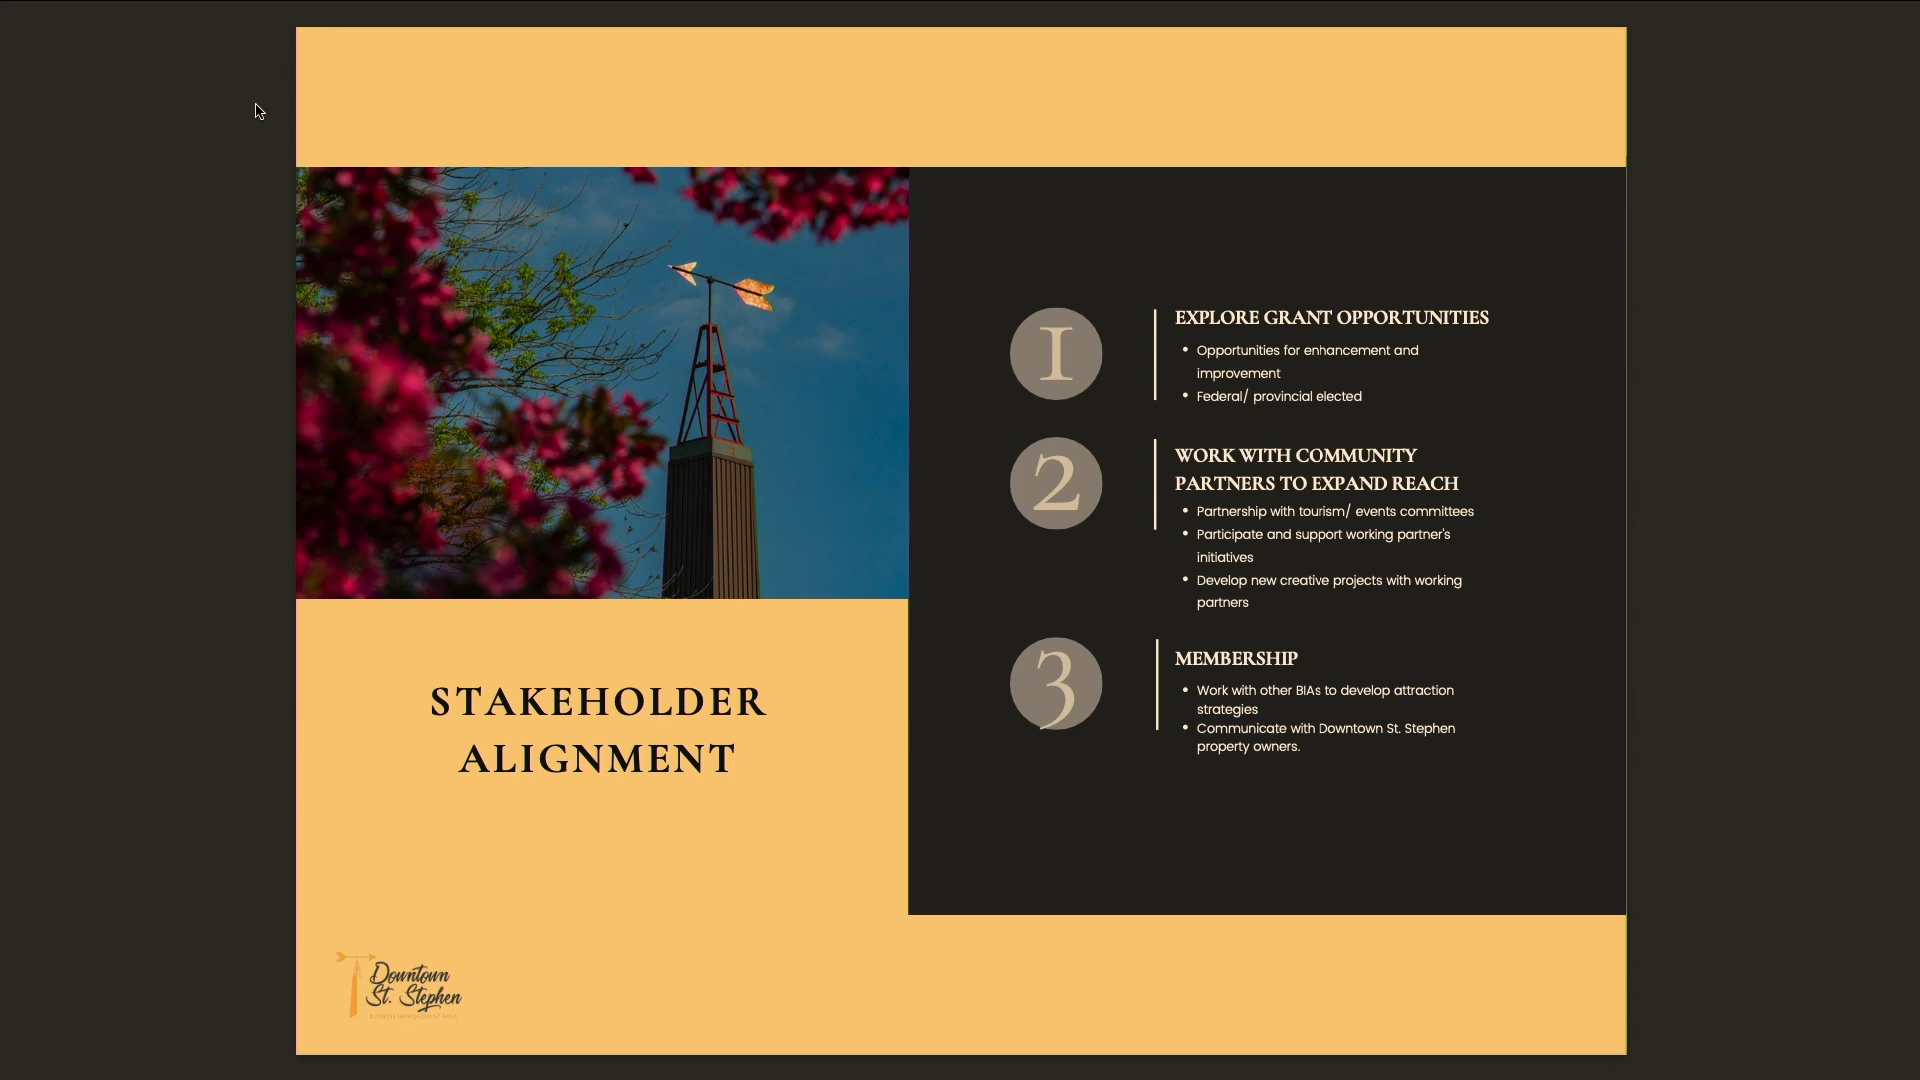 STAKEHOLDER
ALIGNMENT
1
EXPLORE GRANT OPPORTUNITIES
• Opportunities for enhancement and
improvement
• Federal/ provincial elected
2
WORK WITH COMMUNITY
PARTNERS TO EXPAND REACH
• Partnership with tourism/ events committees
• Participate and support working partner's
initiatives
• Develop new creative projects with working
partners
3
MEMBERSHIP
• Work with other BIAs to develop attraction
strategies
• Communicate with Downtown St. Stephen
property owners.
Downtown
St. Stephen
BUSINESS IMPROVEMENT AREA